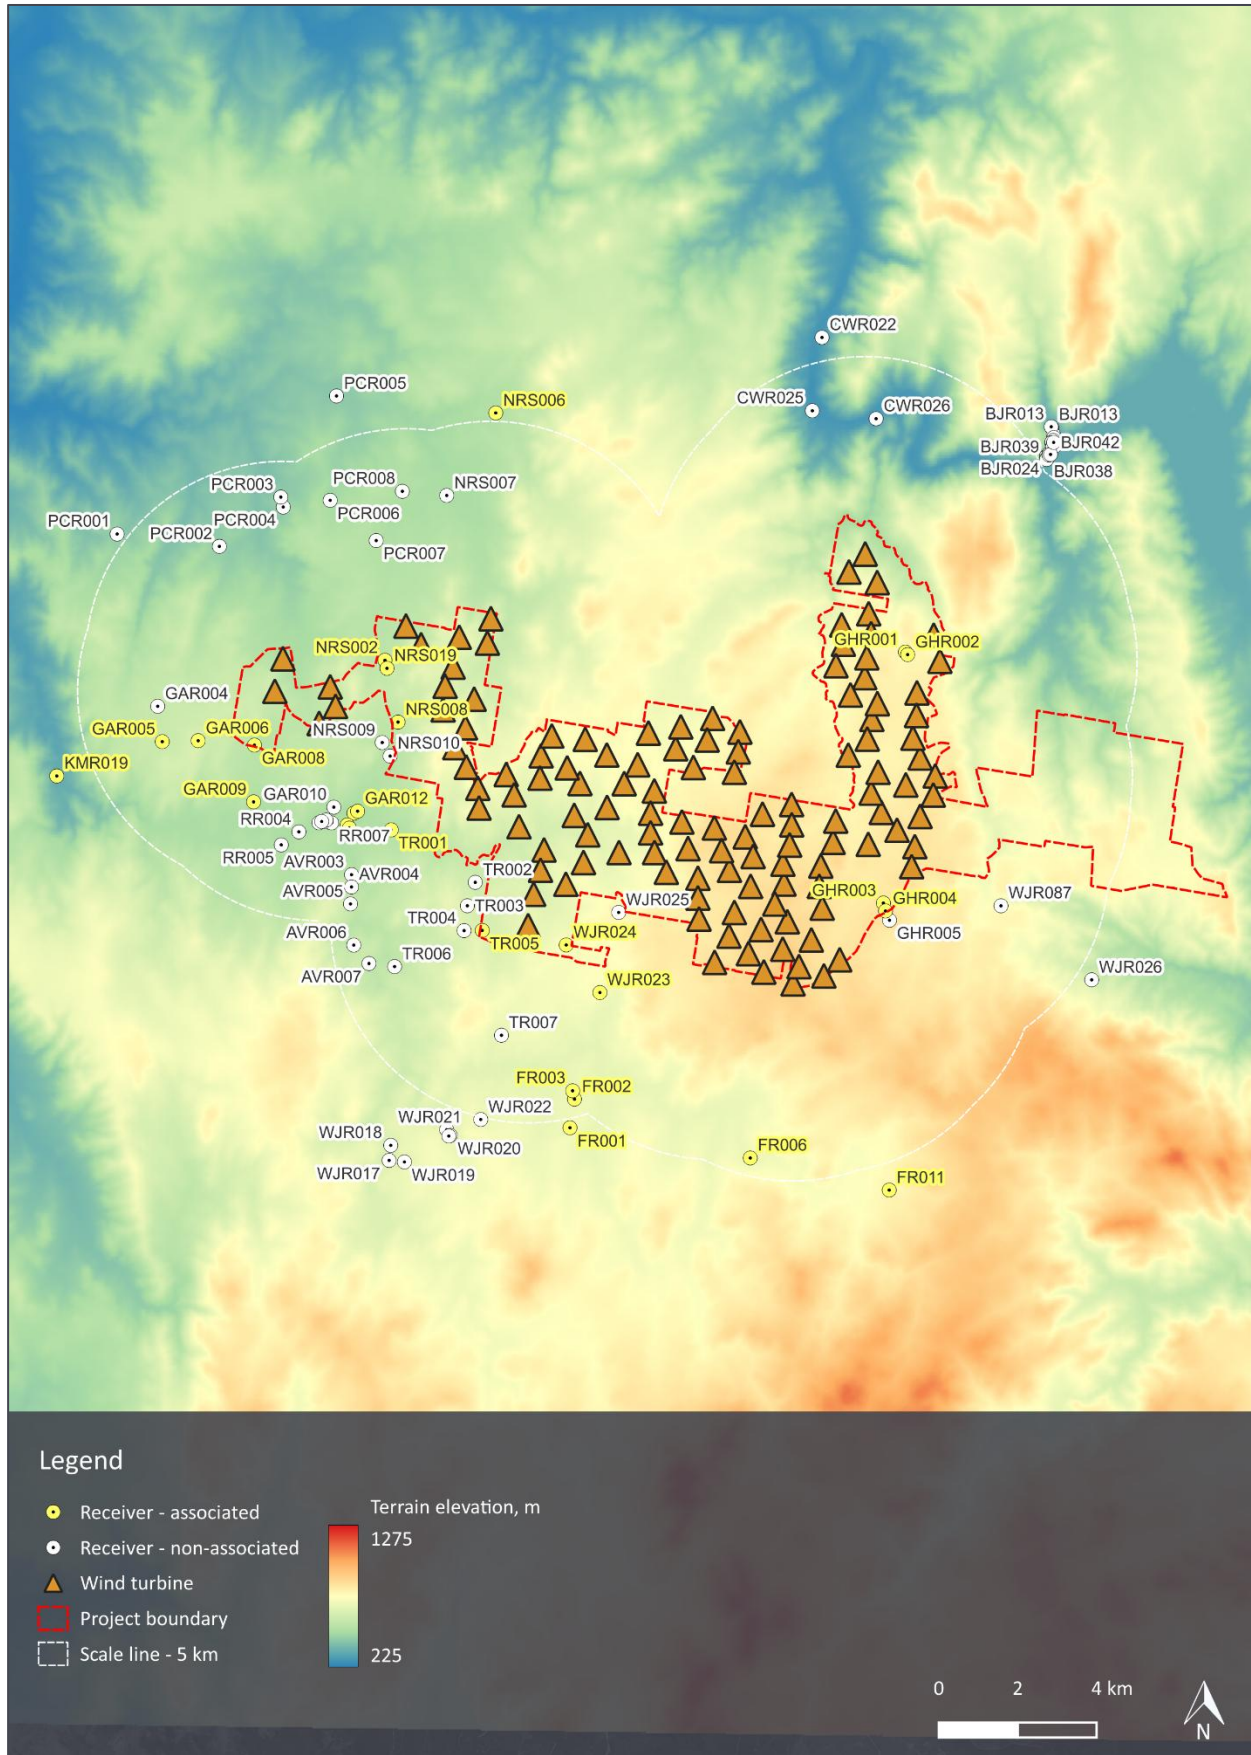 CWR022
PCR005
NRS006
CWR025
CWR026
BJR013
BJR013
BJR039
BJR042
BJR024
BJR038
PCR003
PCR008
NRS007
PCR001
PCR002
PCR004
PCR006
PCR007
GHR001
GHR002
NRS002
NRS019
GAR004
NRS008
GAR005
GAR006
NRS009
NRS010
GAR008
KMR019
GAR009
GAR010
GAR012
RR004
RR007
TR001
RR005
AVR003
AVR004
TR002
AVR005
TR003
GHR003
GHR004
WJR087
WJR025
TR004
GHR005
AVR006
TR005
WJR024
TR006
AVR007
WJR026
WJR023
TR007
FR003
FR002
WJR022
WJR021
WJR018
WJR020
FR001
WJR017
WJR019
FR006
FR011
Legend
Receiver - associated
Receiver - non-associated
Wind turbine
Project boundary
Scale line - 5 km
Terrain elevation, m
1275
225
0 2 4 km
N